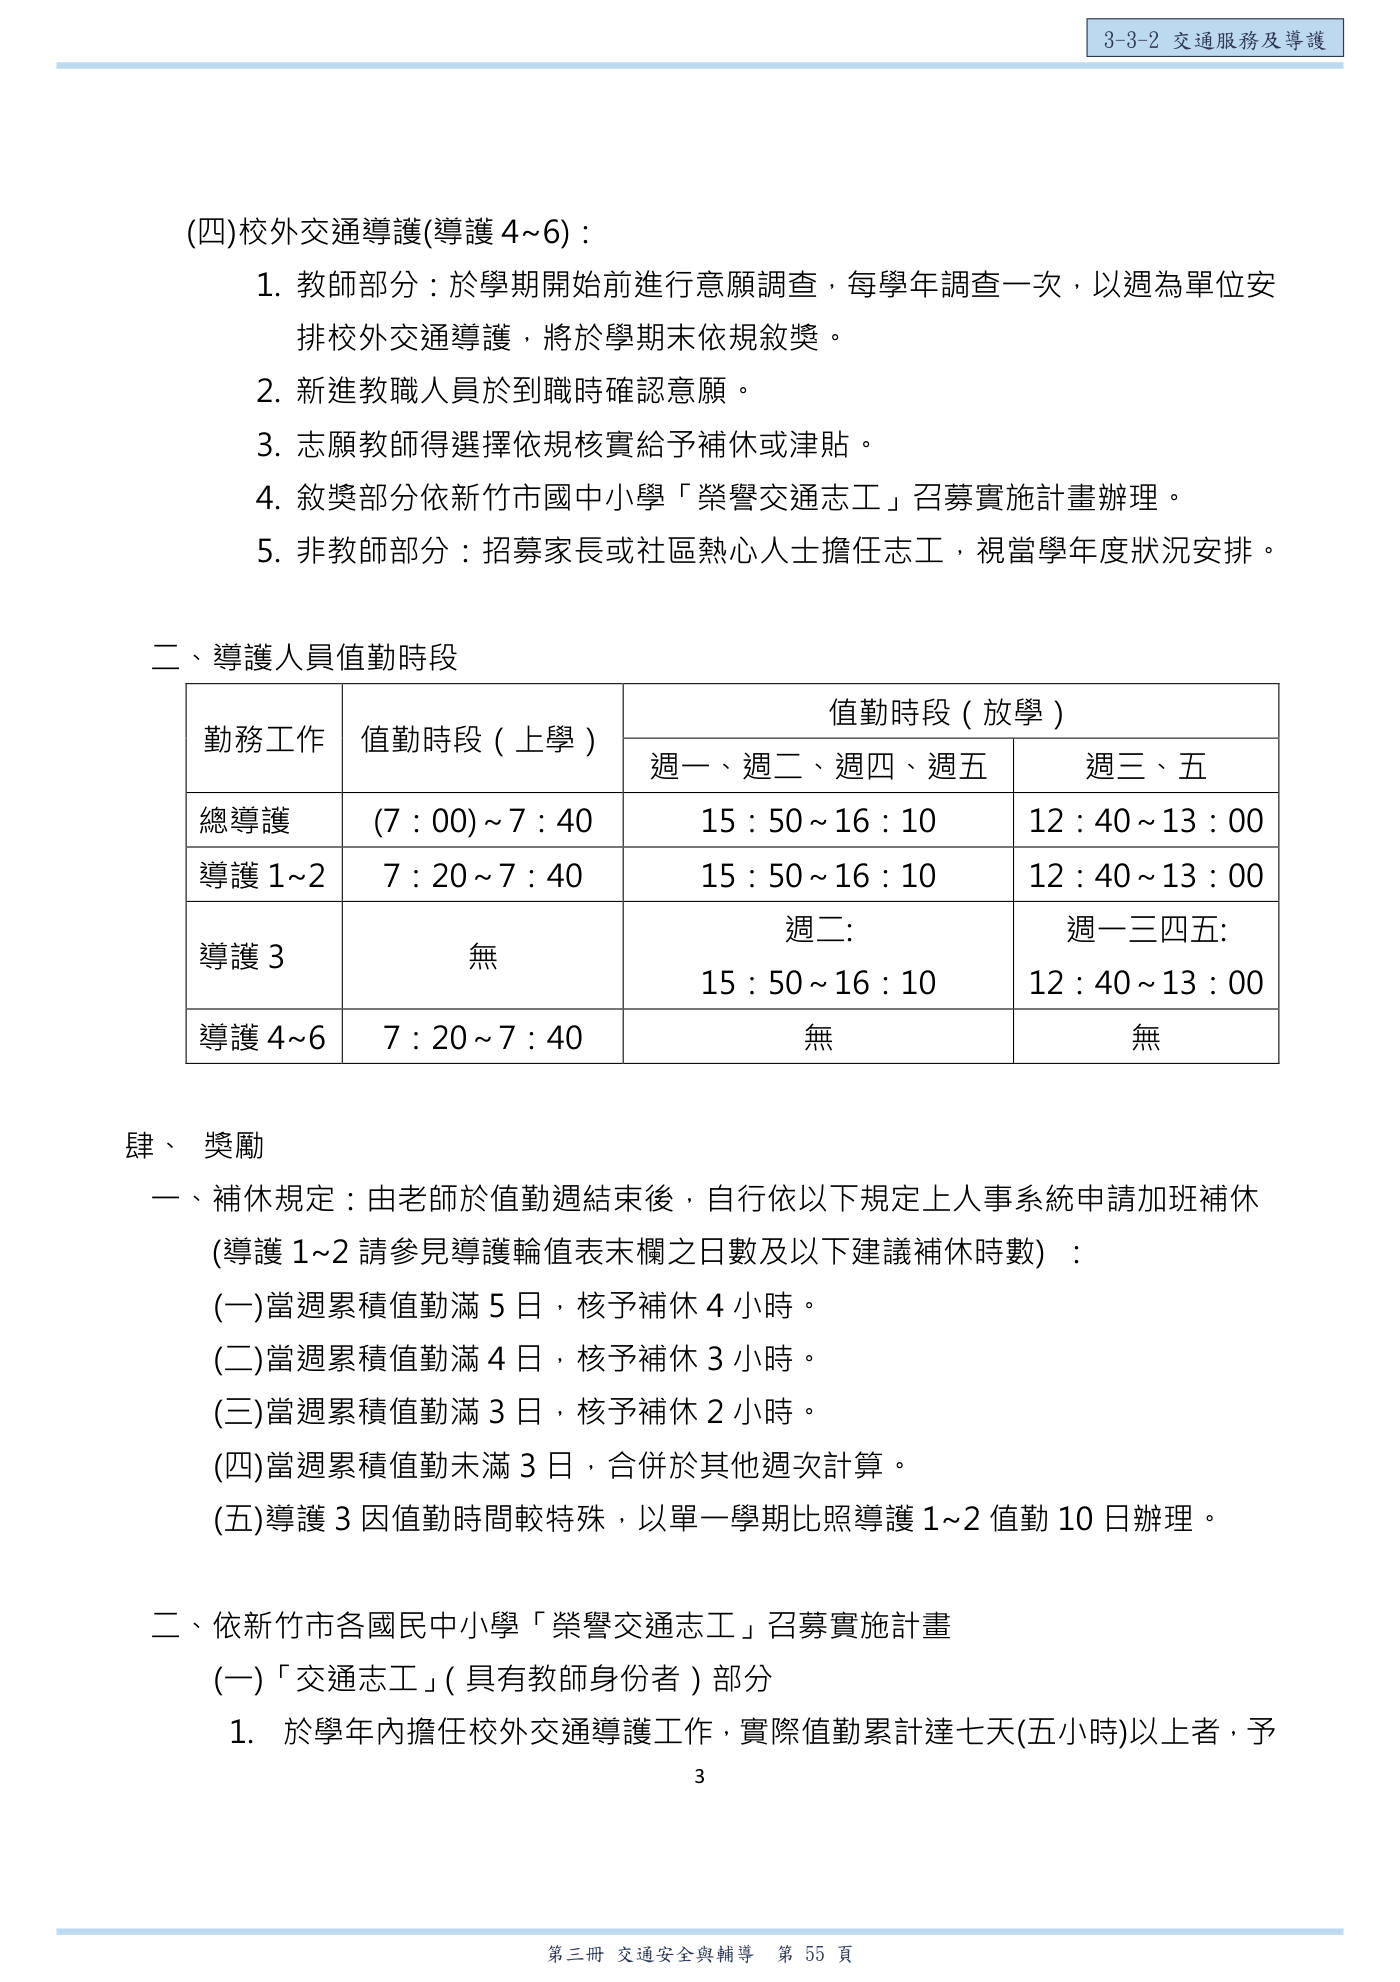 3-3-2 交通服務及導護
(四)校外交通導護(導護 4~6)：
1. 教師部分：於學期開始前進行意願調查，每學年調查一次，以週為單位安
排校外交通導護，將於學期末依規敘獎。
2. 新進教職人員於到職時確認意願。
3. 志願教師得選擇依規核實給予補休或津貼。
4. 敘獎部分依新竹市國中小學「榮譽交通志工」召募實施計畫辦理。
5. 非教師部分：招募家長或社區熱心人士擔任志工，視當學年度狀況安排。
二、導護人員值勤時段
勤務工作 值勤時段（上學） 值勤時段（放學）
週一、週二、週四、週五 週三、五
總導護 (7：00)~7：40 15：50~16：10 12：40~13：00
導護 1~2 7：20~7：40 15：50~16：10 12：40~13：00
導護 3 無 週二: 週一三四五:
15：50~16：10 12：40~13：00
導護 4~6 7：20~7：40 無 無
肆、 獎勵
一、補休規定：由老師於值勤週結束後，自行依以下規定上人事系統申請加班補休
(導護 1~2 請參見導護輪值表末欄之日數及以下建議補休時數) ：
(一)當週累積值勤滿 5 日，核予補休 4 小時。
(二)當週累積值勤滿 4 日，核予補休 3 小時。
(三)當週累積值勤滿 3 日，核予補休 2 小時。
(四)當週累積值勤未滿 3 日，合併於其他週次計算。
(五)導護 3 因值勤時間較特殊，以單一學期比照導護 1~2 值勤 10 日辦理。
二、依新竹市各國民中小學「榮譽交通志工」召募實施計畫
(一)「交通志工」（具有教師身份者）部分
1. 於學年內擔任校外交通導護工作，實際值勤累計達七天(五小時)以上者，予
3
第三冊 交通安全與輔導 第 55 頁